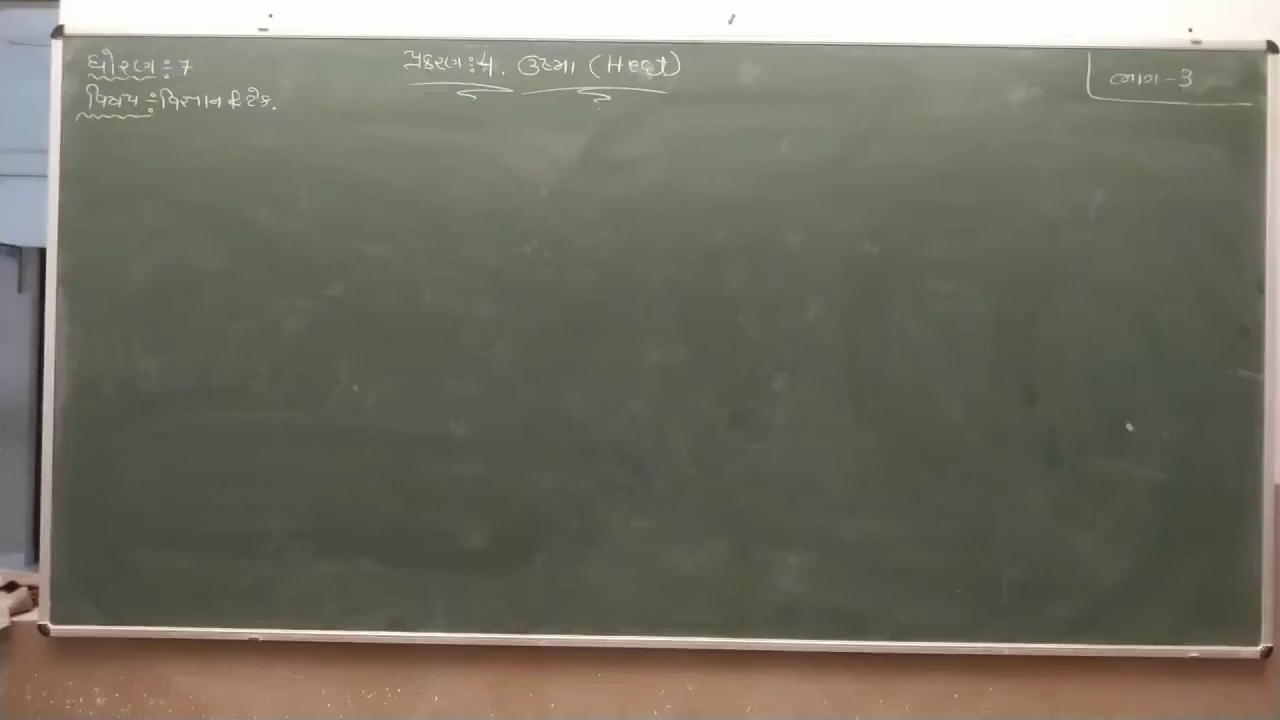 ધોરણ : 7
પ્રકરણ : 4. ઉષ્મા (Heat)
ભાગ - 3
વિષય : વિજ્ઞાન & ટેક.